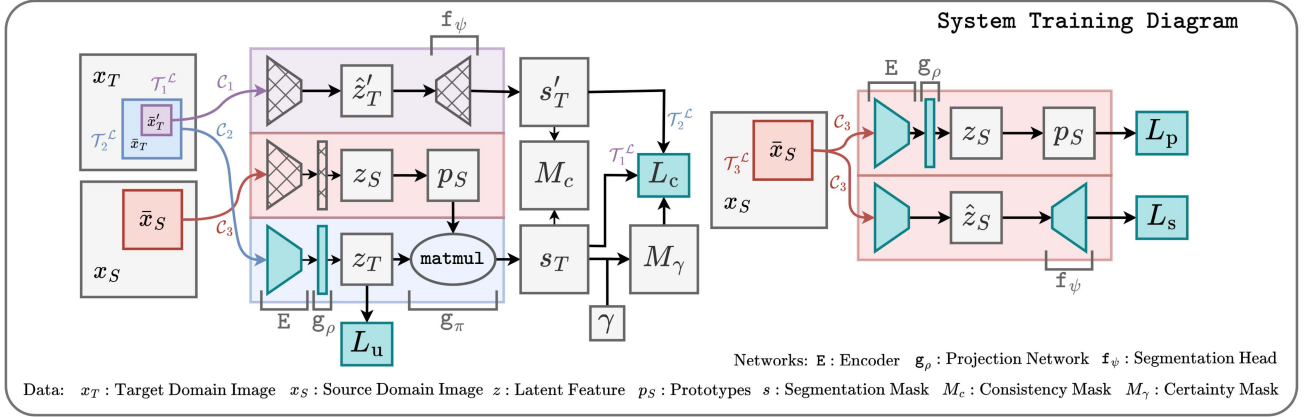 System Training Diagram
f_ψ
x_T
𝒯_1^ℒ
x̄'_T
𝒯_2^ℒ
x̄_T
𝒞_1
𝒞_2
ẑ'_T
s'_T
𝒯_2^ℒ
x̄_S
x_S
𝒞_3
z_S
p_S
M_c
𝒯_1^ℒ
L_c
z_T
matmul
s_T
M_γ
E
g_ρ
g_π
γ
L_u
E
g_ρ
𝒯_3^ℒ
x̄_S
x_S
𝒞_3
z_S
p_S
L_p
𝒞_3
ẑ_S
L_s
f_ψ
Networks: E : Encoder g_ρ : Projection Network f_ψ : Segmentation Head
Data: x_T : Target Domain Image x_S : Source Domain Image z : Latent Feature p_S : Prototypes s : Segmentation Mask M_c : Consistency Mask M_γ : Certainty Mask